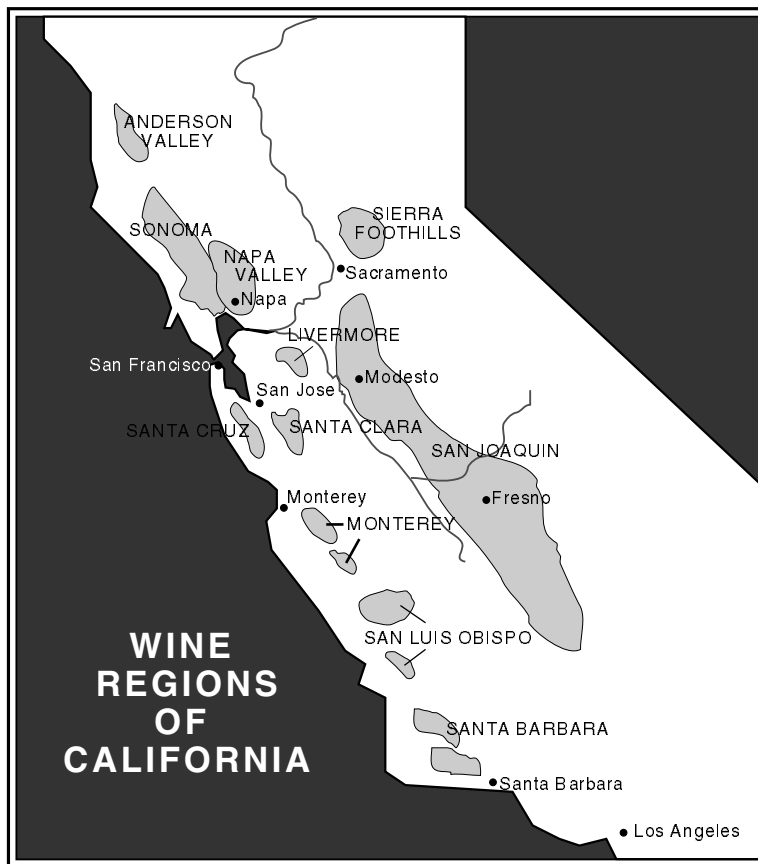 ANDERSON
VALLEY
SIERRA
FOOTHILLS
SONOMA
NAPA
VALLEY
Sacramento
Napa
LIVERMORE
San Francisco
Modesto
San Jose
SANTA CRUZ
SANTA CLARA
SAN JOAQUIN
Monterey
Fresno
MONTEREY
SAN LUIS OBISPO
WINE
REGIONS
OF
CALIFORNIA
SANTA BARBARA
Santa Barbara
Los Angeles